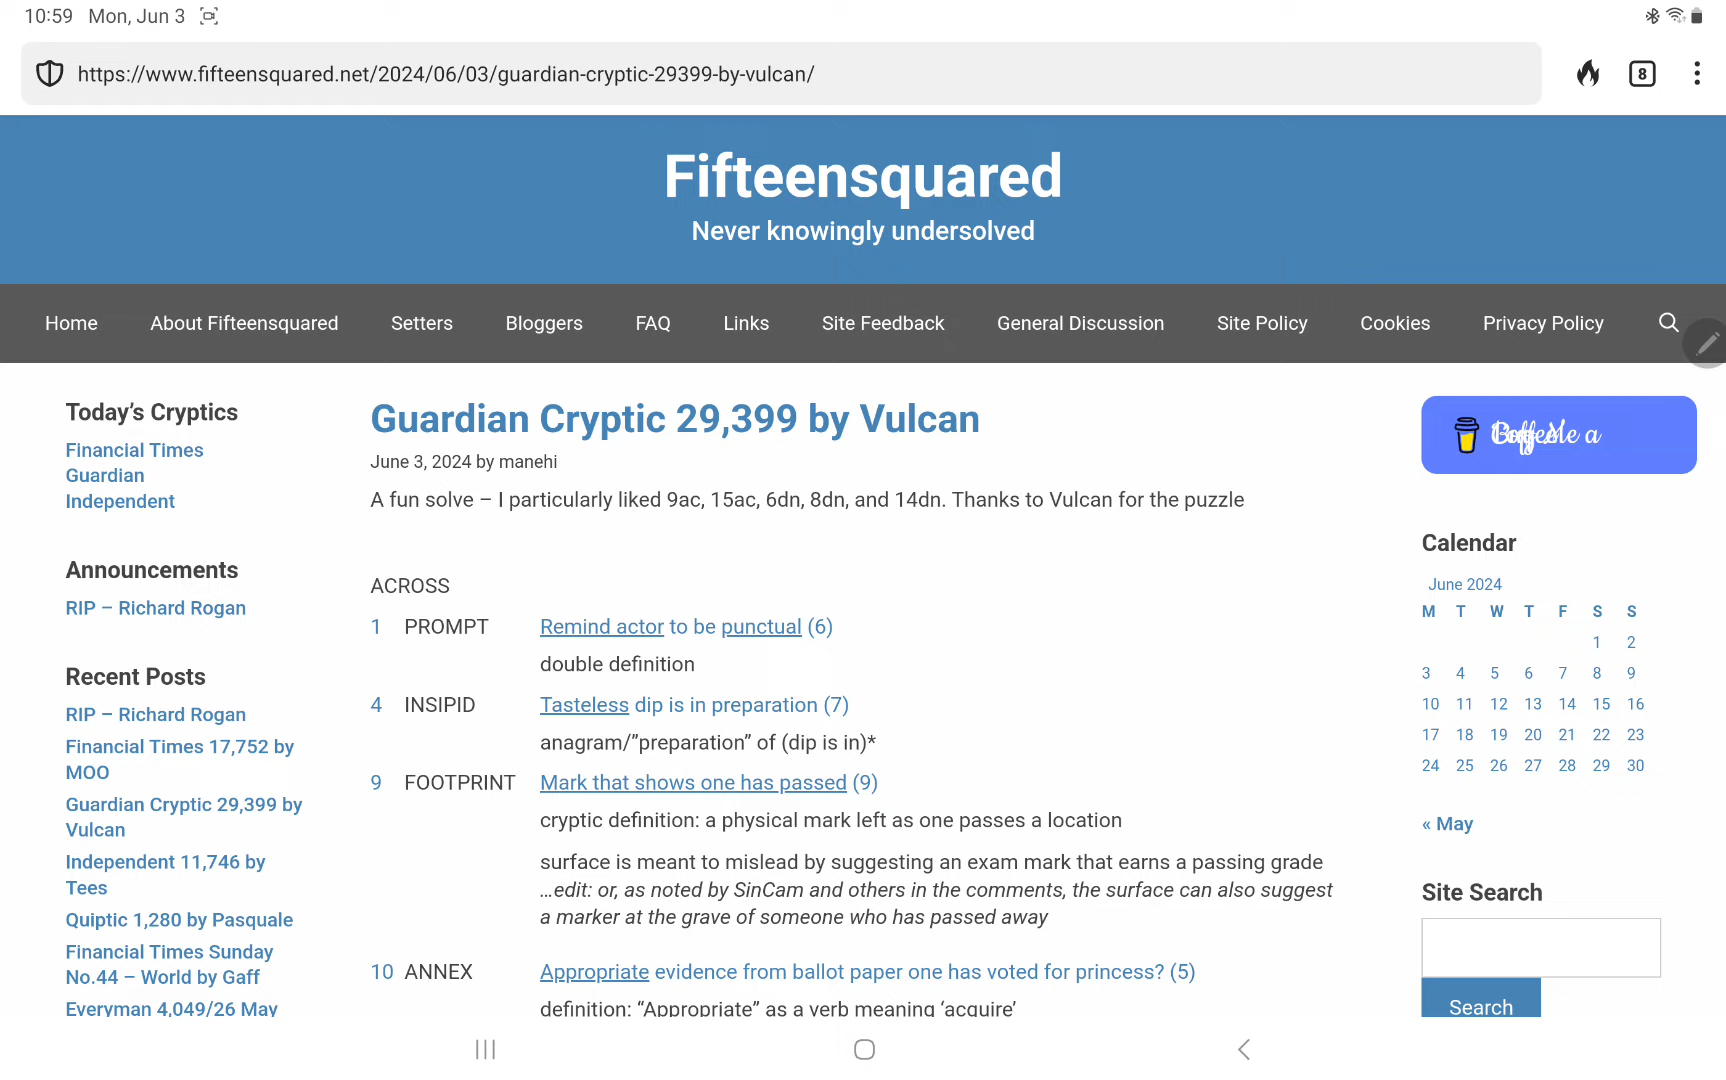 10:59 Mon, Jun 3
https://www.fifteensquared.net/2024/06/03/guardian-cryptic-29399-by-vulcan/
8
Fifteensquared
Never knowingly undersolved
Home About Fifteensquared Setters Bloggers FAQ Links Site Feedback General Discussion Site Policy Cookies Privacy Policy
Today's Cryptics
Financial Times
Guardian
Independent
Announcements
RIP – Richard Rogan
Recent Posts
RIP – Richard Rogan
Financial Times 17,752 by
MOO
Guardian Cryptic 29,399 by
Vulcan
Independent 11,746 by
Tees
Quiptic 1,280 by Pasquale
Financial Times Sunday
No.44 – World by Gaff
Everyman 4,049/26 May
Guardian Cryptic 29,399 by Vulcan
June 3, 2024 by manehi
A fun solve – I particularly liked 9ac, 15ac, 6dn, 8dn, and 14dn. Thanks to Vulcan for the puzzle
ACROSS
1 PROMPT Remind actor to be punctual (6)
double definition
4 INSIPID Tasteless dip is in preparation (7)
anagram/”preparation” of (dip is in)*
9 FOOTPRINT Mark that shows one has passed (9)
cryptic definition: a physical mark left as one passes a location
surface is meant to mislead by suggesting an exam mark that earns a passing grade
…edit: or, as noted by SinCam and others in the comments, the surface can also suggest
a marker at the grave of someone who has passed away
10 ANNEX Appropriate evidence from ballot paper one has voted for princess? (5)
definition: “Appropriate” as a verb meaning ‘acquire’
Calendar
June 2024
M T W T F S S
1 2
3 4 5 6 7 8 9
10 11 12 13 14 15 16
17 18 19 20 21 22 23
24 25 26 27 28 29 30
« May
Site Search
Search